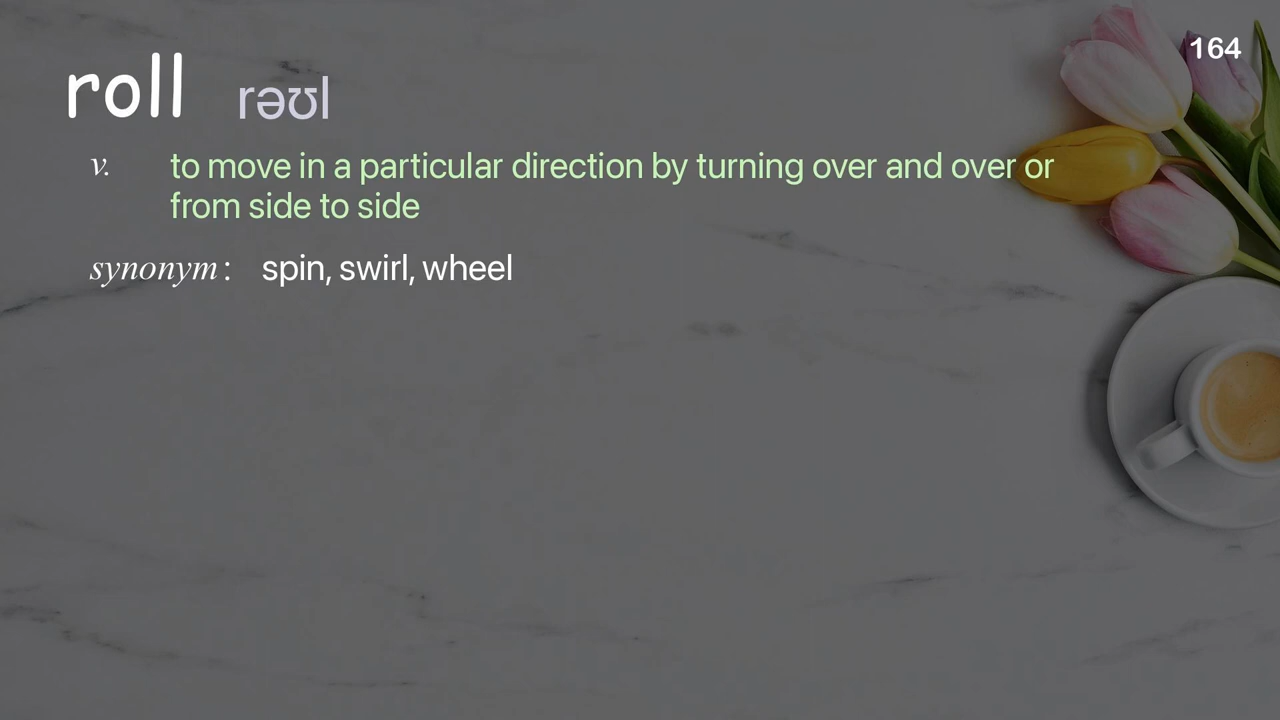 164
roll rəʊl
v. to move in a particular direction by turning over and over or
from side to side
synonym : spin, swirl, wheel